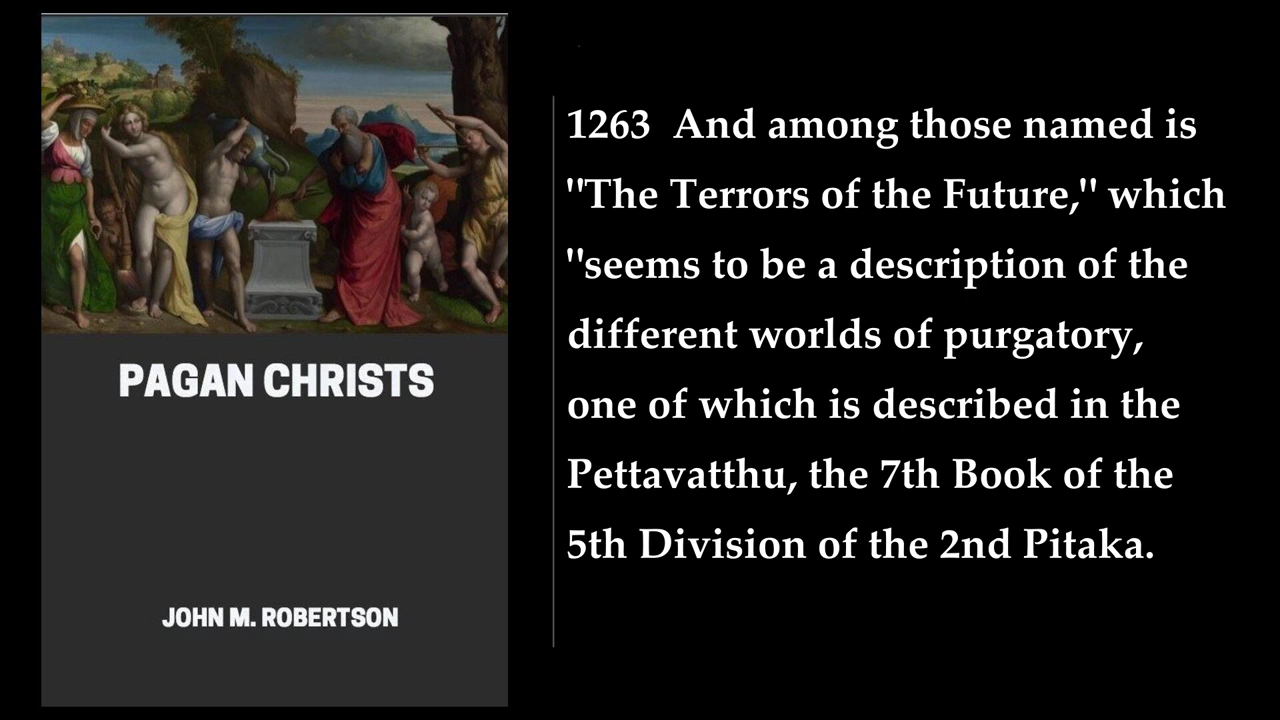 PAGAN CHRISTS
JOHN M. ROBERTSON
1263 And among those named is
"The Terrors of the Future," which
"seems to be a description of the
different worlds of purgatory,
one of which is described in the
Pettavatthu, the 7th Book of the
5th Division of the 2nd Pitaka.